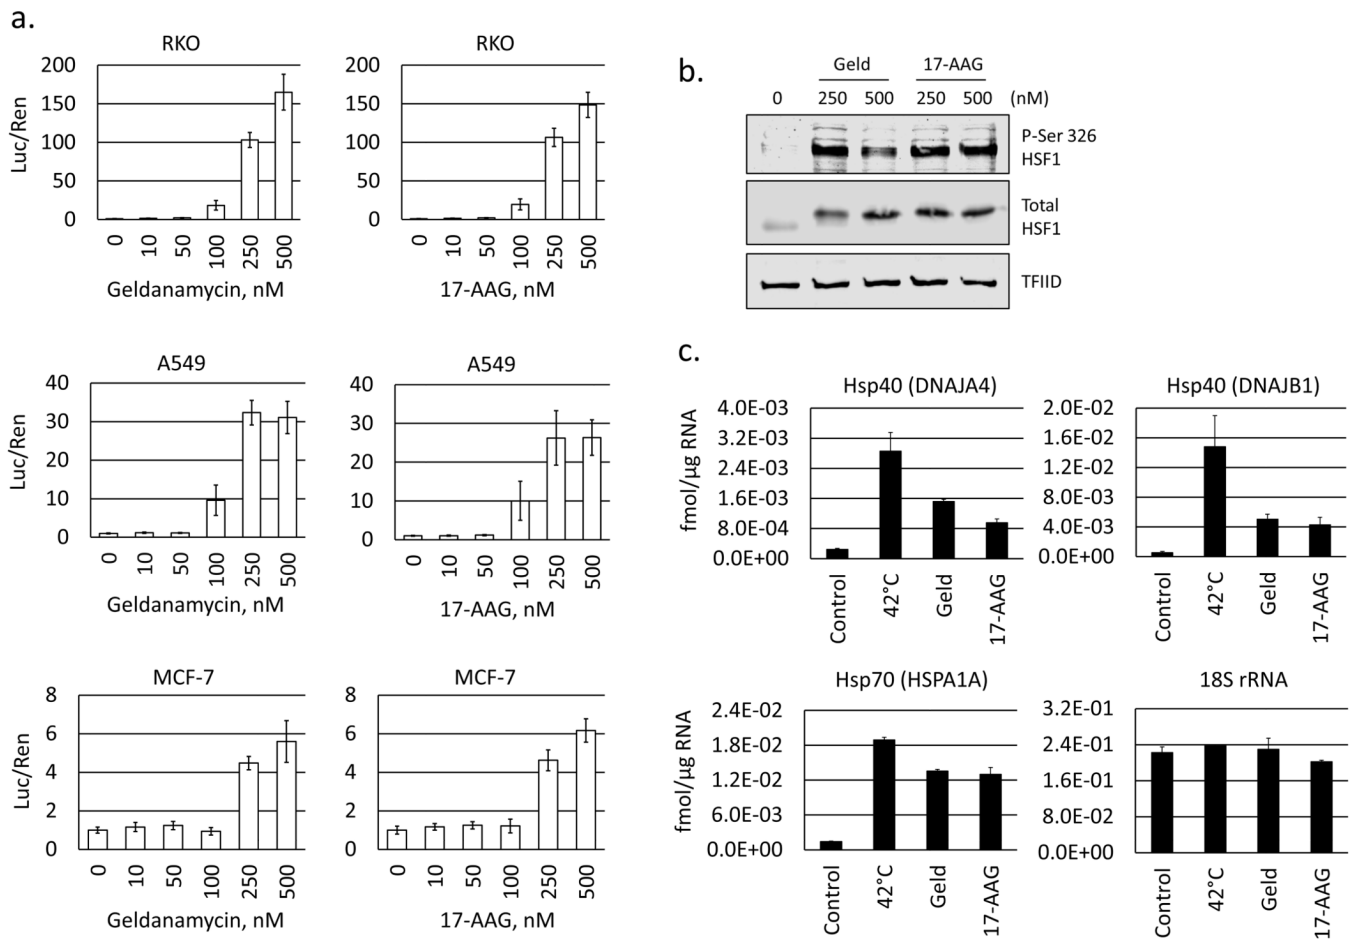 a.
RKO
200
150
100
50
0
Luc/Ren
0 10 50 100 250 500
Geldanamycin, nM
RKO
200
150
100
50
0
0 10 50 100 250 500
17-AAG, nM
A549
40
30
20
10
0
Luc/Ren
0 10 50 100 250 500
Geldanamycin, nM
A549
40
30
20
10
0
0 10 50 100 250 500
17-AAG, nM
MCF-7
8
6
4
2
0
Luc/Ren
0 10 50 100 250 500
Geldanamycin, nM
MCF-7
8
6
4
2
0
0 10 50 100 250 500
17-AAG, nM
b.
Geld 17-AAG
0 250 500 250 500 (nM)
P-Ser 326
HSF1
Total
HSF1
TFIID
c.
Hsp40 (DNAJA4)
4.0E-03
3.2E-03
2.4E-03
1.6E-03
8.0E-04
0.0E+00
fmol/µg RNA
Control 42°C Geld 17-AAG
Hsp40 (DNAJB1)
2.0E-02
1.6E-02
1.2E-02
8.0E-03
4.0E-03
0.0E+00
Control 42°C Geld 17-AAG
Hsp70 (HSPA1A)
2.4E-02
1.8E-02
1.2E-02
6.0E-03
0.0E+00
fmol/µg RNA
Control 42°C Geld 17-AAG
18S rRNA
3.2E-01
2.4E-01
1.6E-01
8.0E-02
0.0E+00
Control 42°C Geld 17-AAG